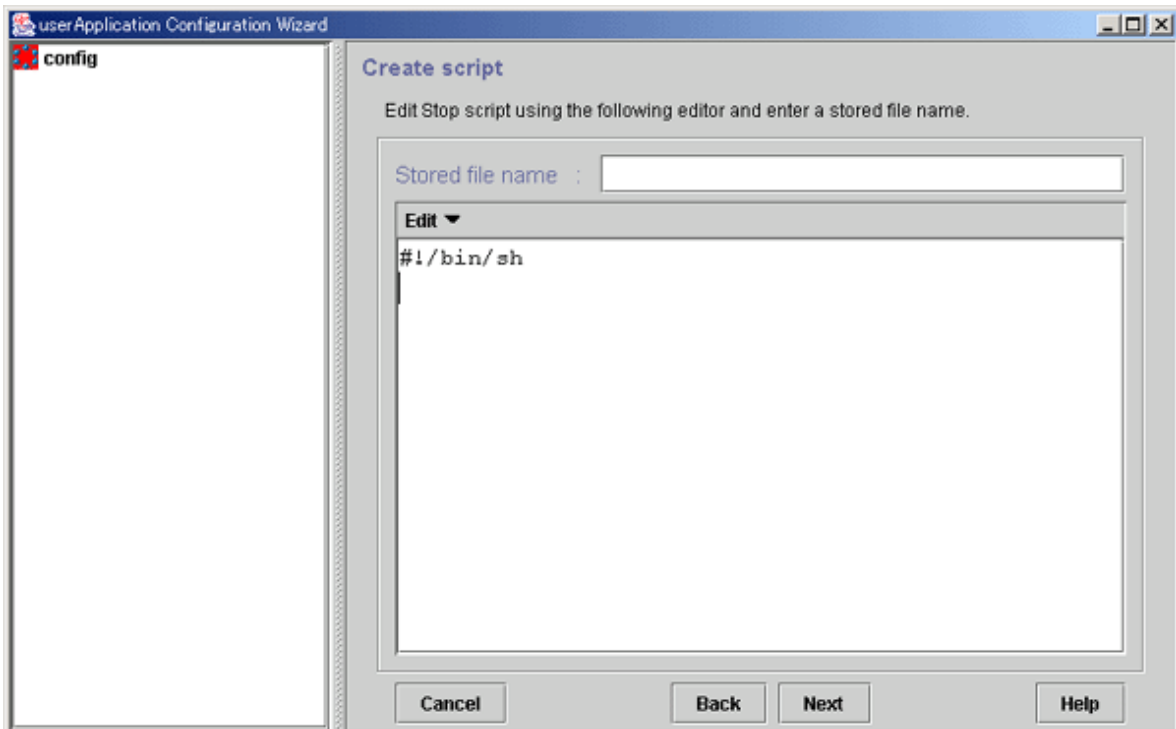 userApplication Configuration Wizard
config
Create script
Edit Stop script using the following editor and enter a stored file name.
Stored file name :
Edit
#!/bin/sh
Cancel Back Next Help